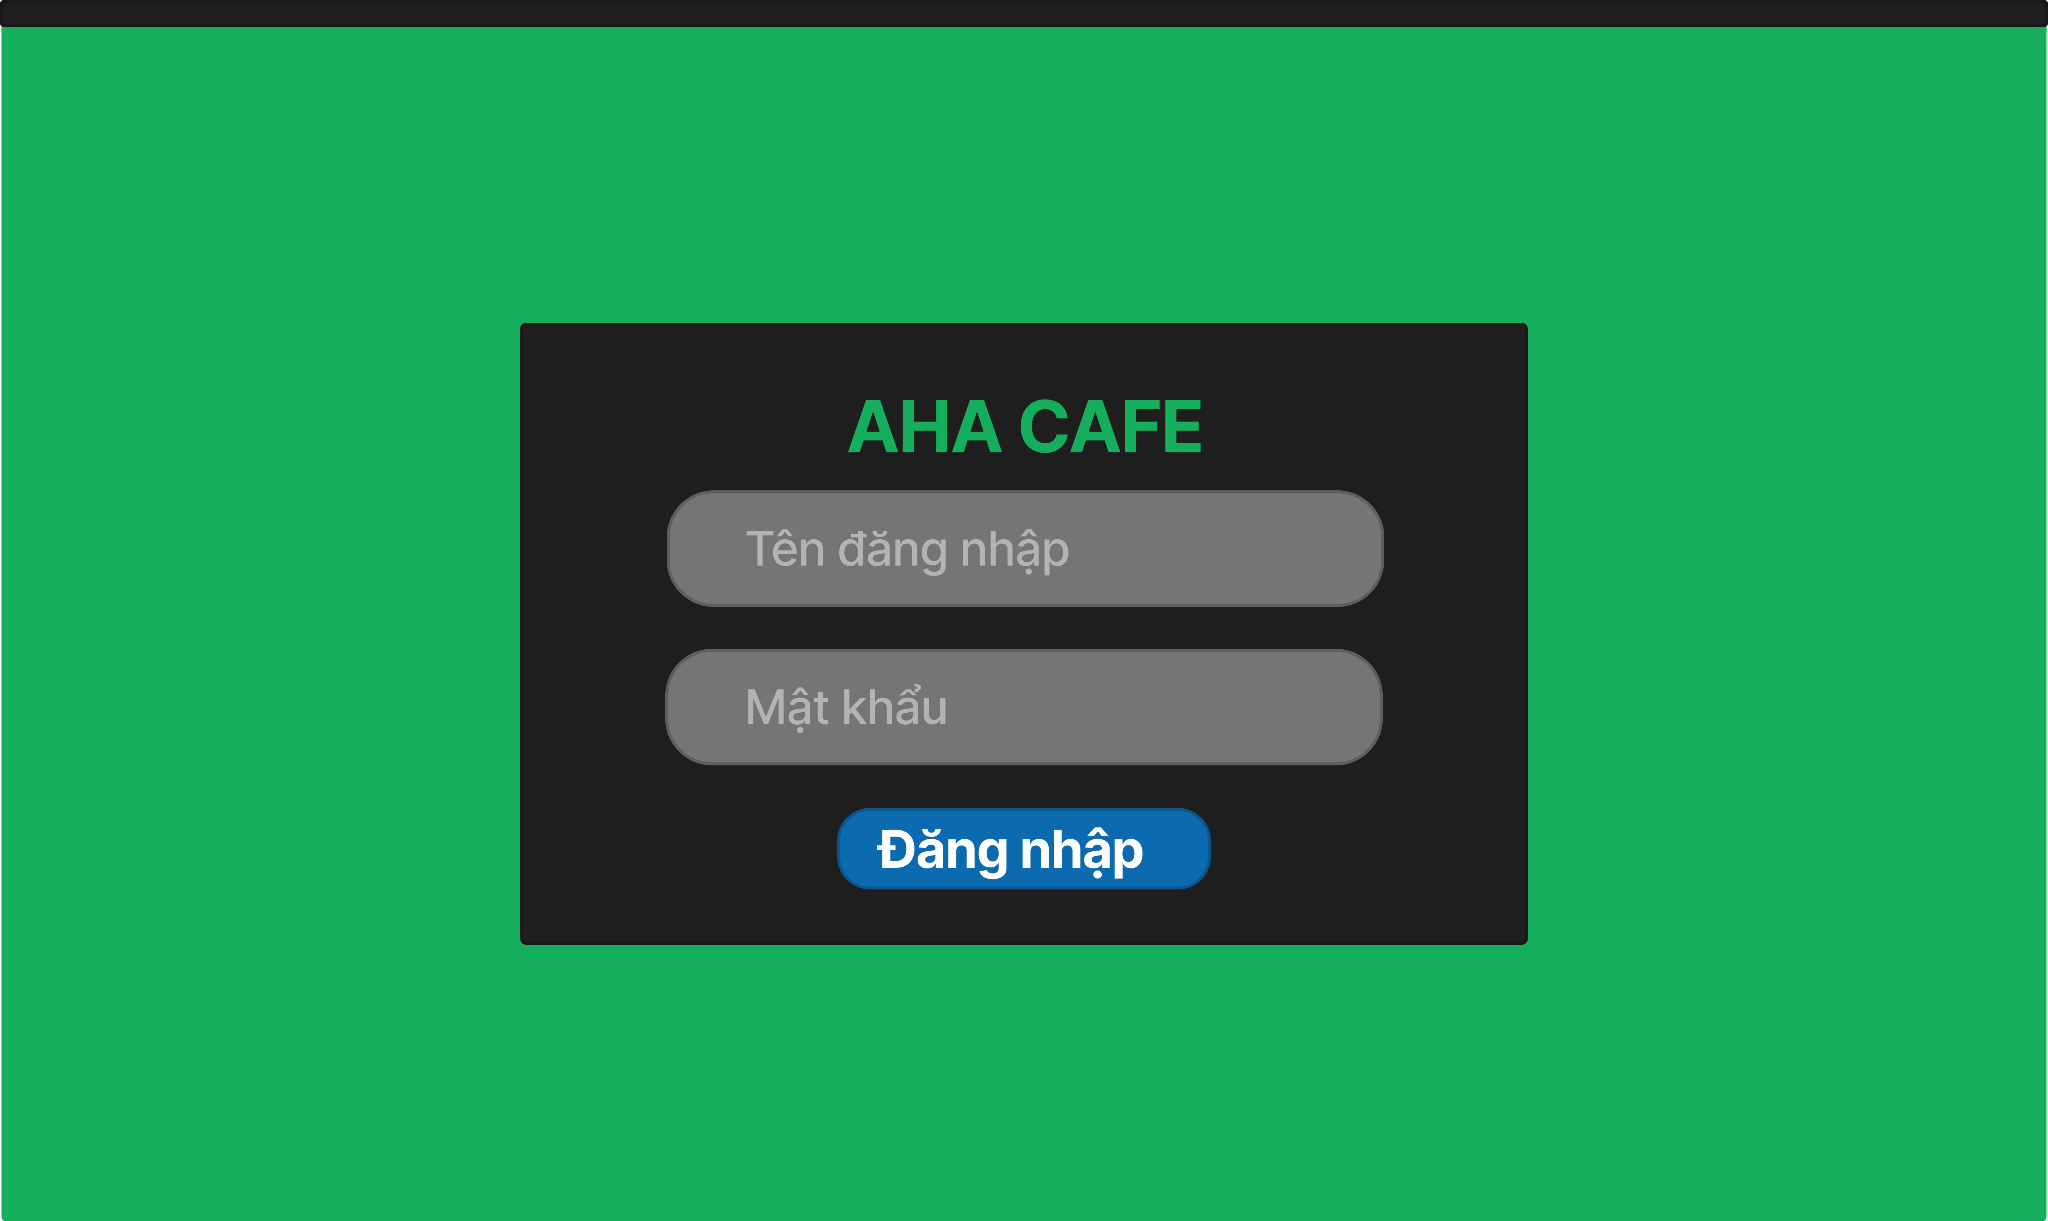 AHA CAFE
Tên đăng nhập
Mật khẩu
Đăng nhập